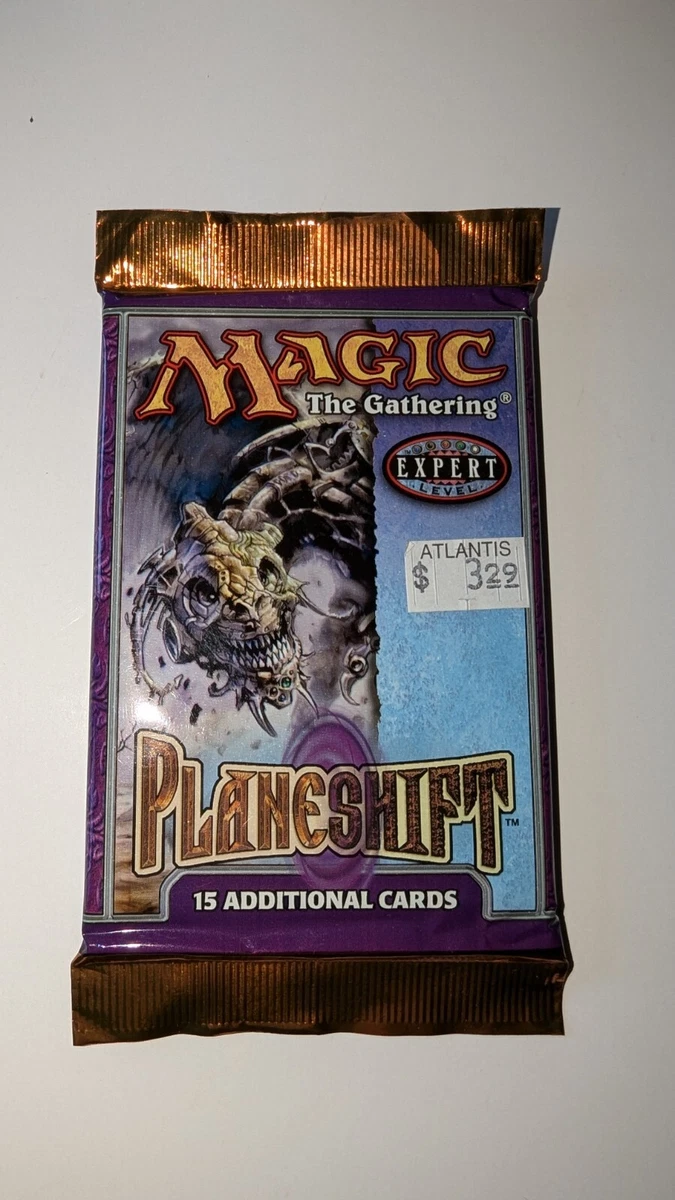 MAGIC
The Gathering®
EXPERT
LEVEL
ATLANTIS
$ 3.29
PLANESHIFT™
15 ADDITIONAL CARDS